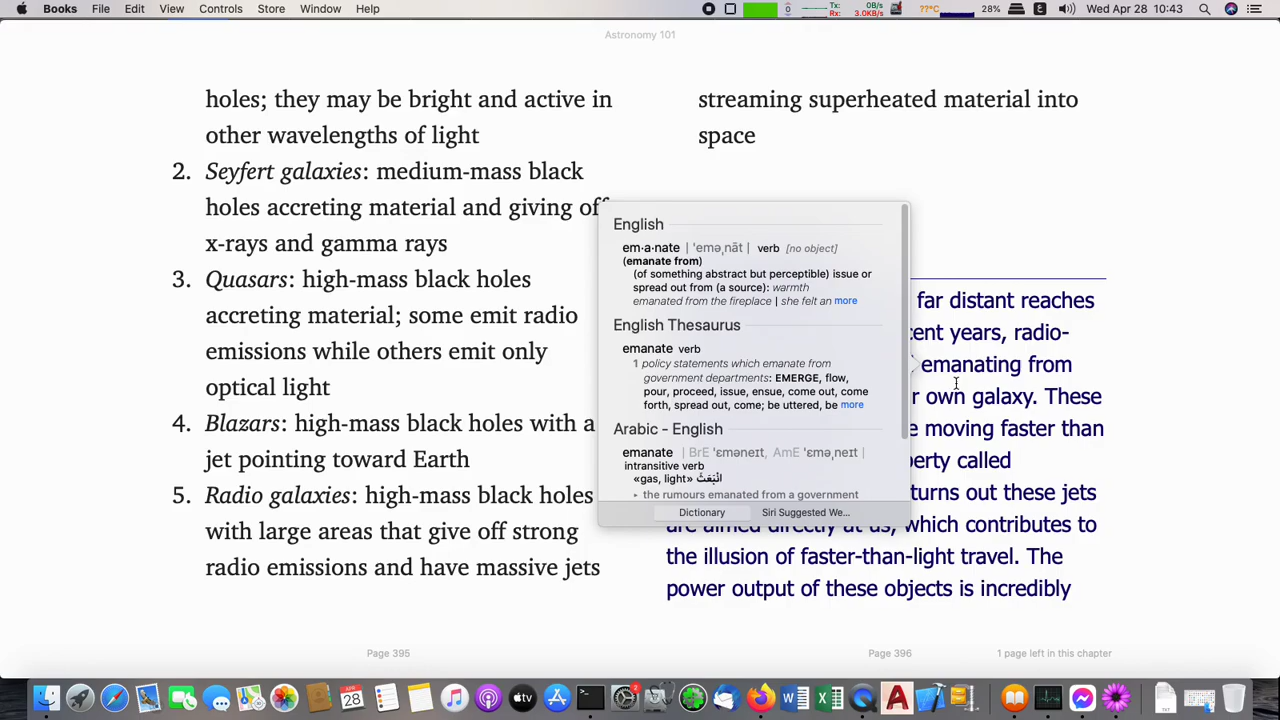 Books File Edit View Controls Store Window Help
Tx: 0B/s
Rx: 3.0KB/s
??°C
28%
Wed Apr 28 10:43
Astronomy 101
holes; they may be bright and active in
other wavelengths of light
2. Seyfert galaxies: medium-mass black
holes accreting material and giving off
x-rays and gamma rays
3. Quasars: high-mass black holes
accreting material; some emit radio
emissions while others emit only
optical light
4. Blazars: high-mass black holes with a
jet pointing toward Earth
5. Radio galaxies: high-mass black holes
with large areas that give off strong
radio emissions and have massive jets
Page 395
streaming superheated material into
space
English
em·a·nate | ˈeməˌnāt | verb [no object]
(emanate from)
(of something abstract but perceptible) issue or
spread out from (a source): warmth
emanated from the fireplace | she felt an more
English Thesaurus
emanate verb
1 policy statements which emanate from
government departments: EMERGE, flow,
pour, proceed, issue, ensue, come out, come
forth, spread out, come; be uttered, be more
Arabic - English
emanate | BrE ˈɛməneɪt, AmE ˈɛməˌneɪt |
intransitive verb
«gas, light» انْبَعَثَ
▸ the rumours emanated from a government
Dictionary Siri Suggested We...
far distant reaches
cent years, radio-
emanating from
r own galaxy. These
e moving faster than
perty called
turns out these jets
are aimed directly at us, which contributes to
the illusion of faster-than-light travel. The
power output of these objects is incredibly
Page 396
1 page left in this chapter
APR
28
2
TXT